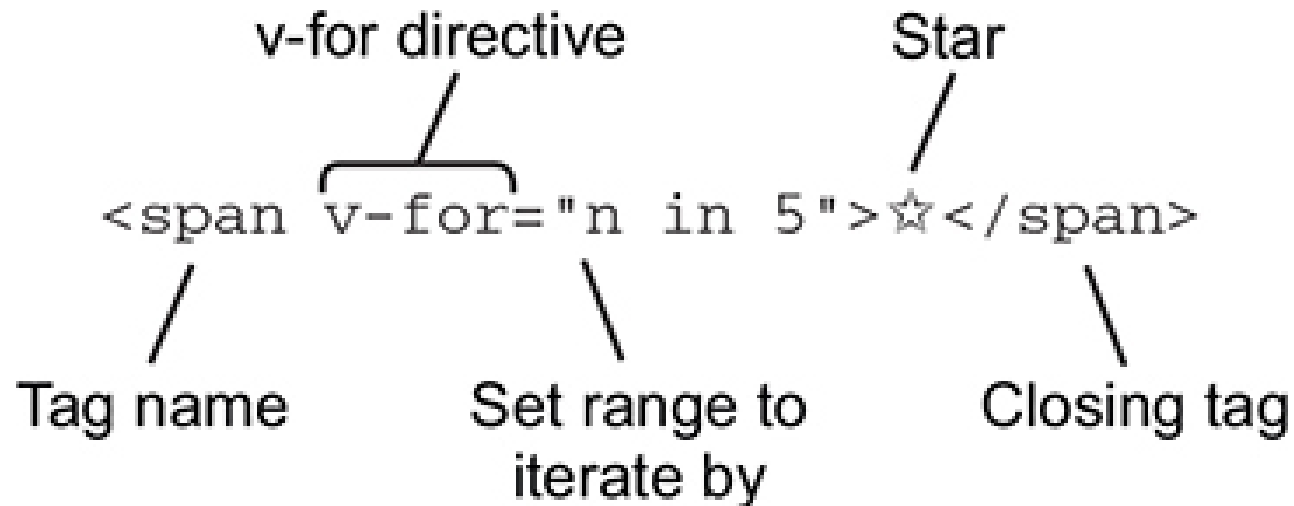 v-for directive
Star
<span v-for="n in 5">☆</span>
Tag name
Set range to
iterate by
Closing tag